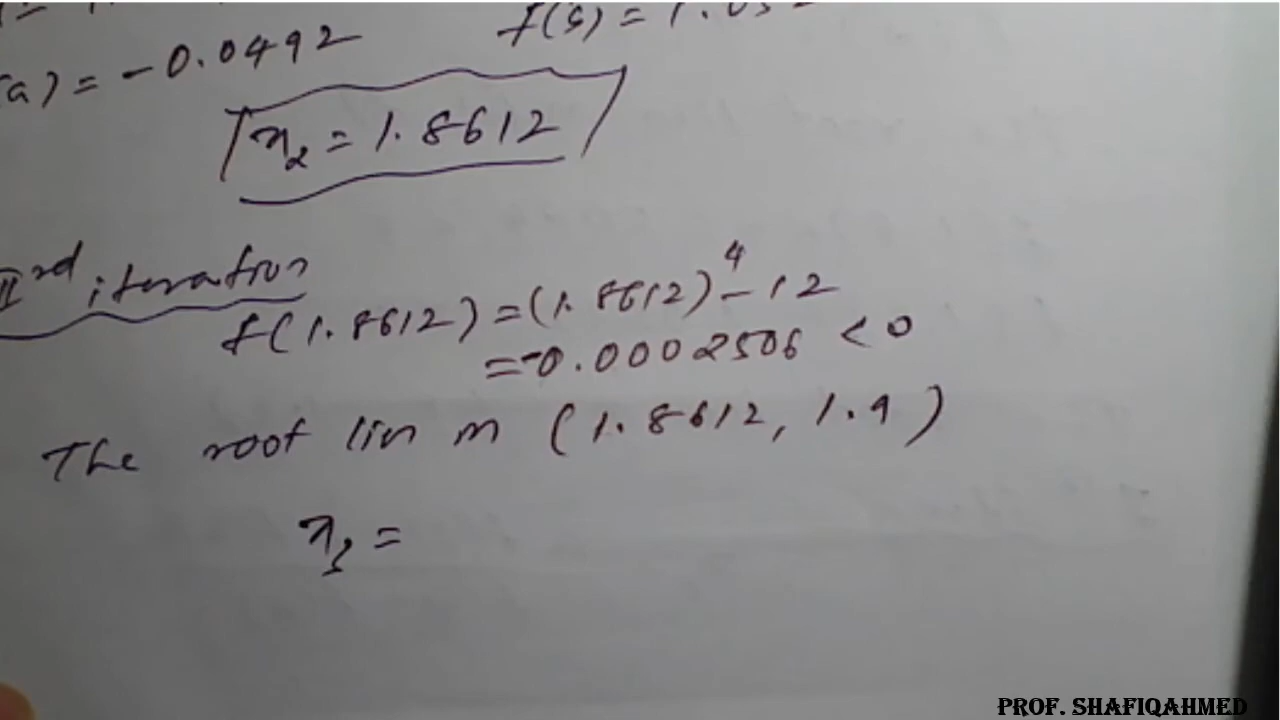 f(b) = 1.03
(a) = -0.0492
x₂ = 1.8612
IIrd iteration
f(1.8612) = (1.8612)⁴ - 12
= -0.0002506 < 0
The root lies in (1.8612, 1.9)
x₃ =
PROF. SHAFIQAHMED